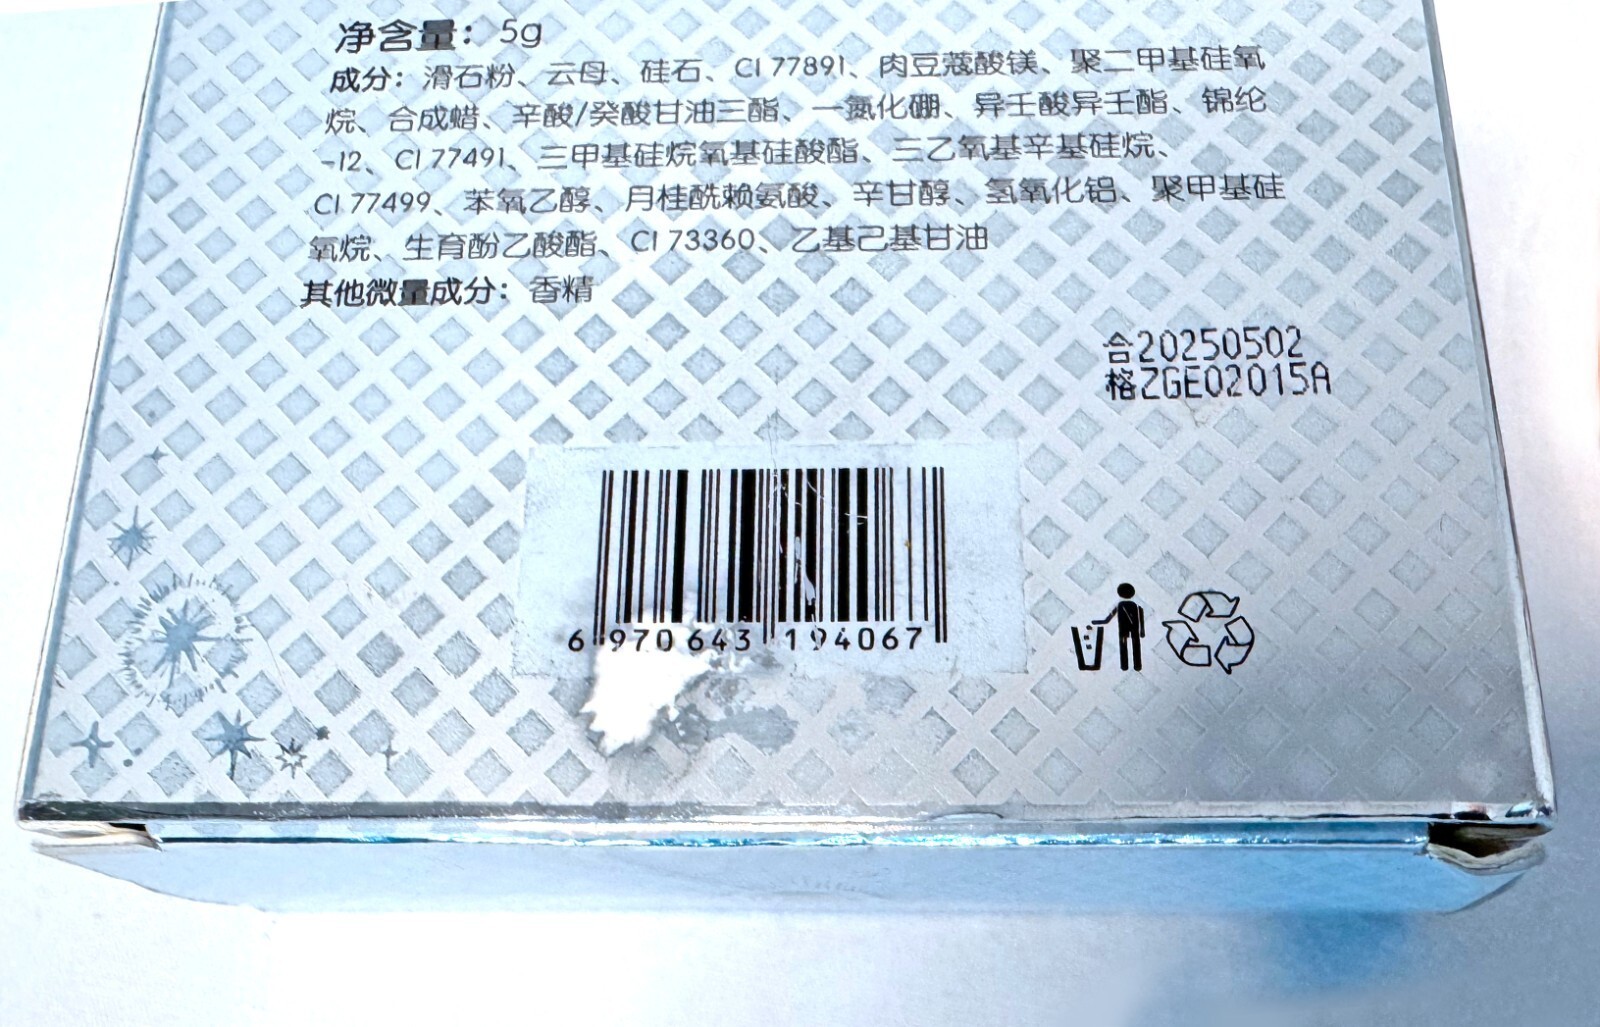 净含量：5g
成分：滑石粉、云母、硅石、CI 77891、肉豆蔻酸镁、聚二甲基硅氧
烷、合成蜡、辛酸/癸酸甘油三酯、一氮化硼、异壬酸异壬酯、锦纶
-12、CI 77491、三甲基硅烷氧基硅酸酯、三乙氧基辛基硅烷、
CI 77499、苯氧乙醇、月桂酰赖氨酸、辛甘醇、氢氧化铝、聚甲基硅
氧烷、生育酚乙酸酯、CI 73360、乙基己基甘油
其他微量成分：香精
合20250502
格ZGE02015A
6 970643 194067